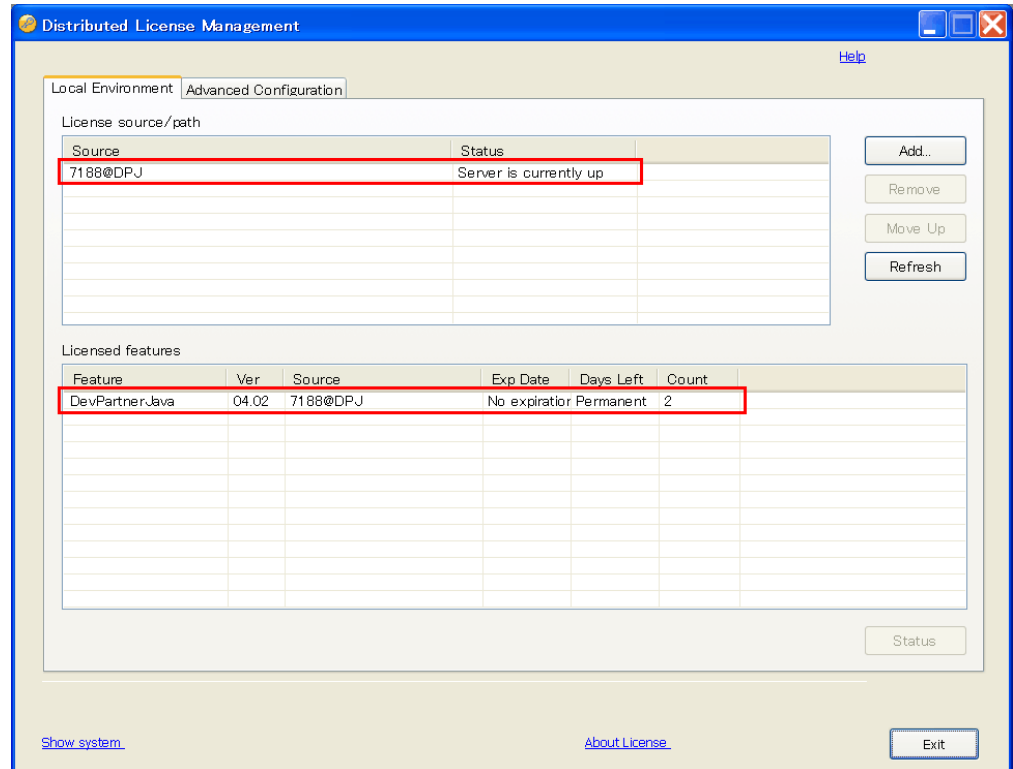 Distributed License Management
Help
Local Environment Advanced Configuration
License source/path
Source Status
7188@DPJ Server is currently up
Add...
Remove
Move Up
Refresh
Licensed features
Feature Ver Source Exp Date Days Left Count
DevPartnerJava 04.02 7188@DPJ No expiration Permanent 2
Status
Show system
About License
Exit